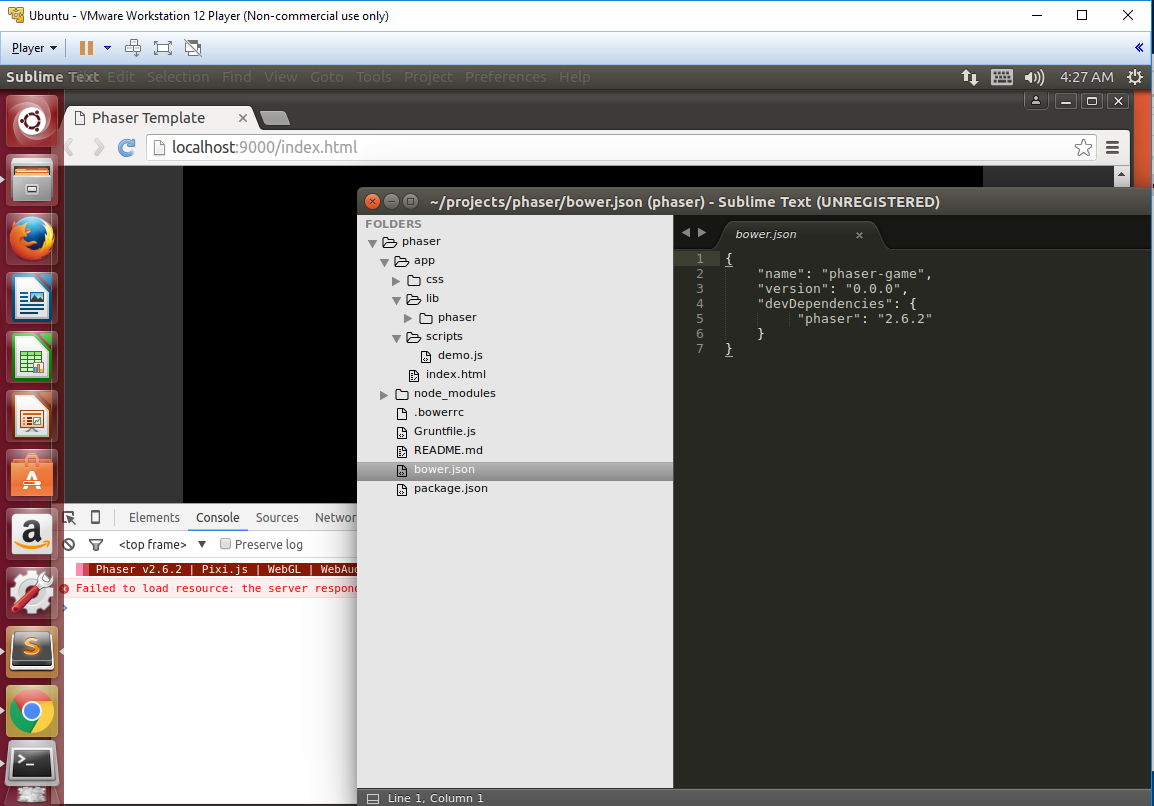 Ubuntu - VMware Workstation 12 Player (Non-commercial use only)
Player
Sublime Text Edit Selection Find View Goto Tools Project Preferences Help
4:27 AM
Phaser Template
localhost:9000/index.html
~/projects/phaser/bower.json (phaser) - Sublime Text (UNREGISTERED)
FOLDERS
phaser
app
css
lib
phaser
scripts
demo.js
index.html
node_modules
.bowerrc
Gruntfile.js
README.md
bower.json
package.json
bower.json
1 {
2 "name": "phaser-game",
3 "version": "0.0.0",
4 "devDependencies": {
5 "phaser": "2.6.2"
6 }
7 }
Elements Console Sources Networ
<top frame> Preserve log
Phaser v2.6.2 | Pixi.js | WebGL | WebAud
Failed to load resource: the server respond
Line 1, Column 1